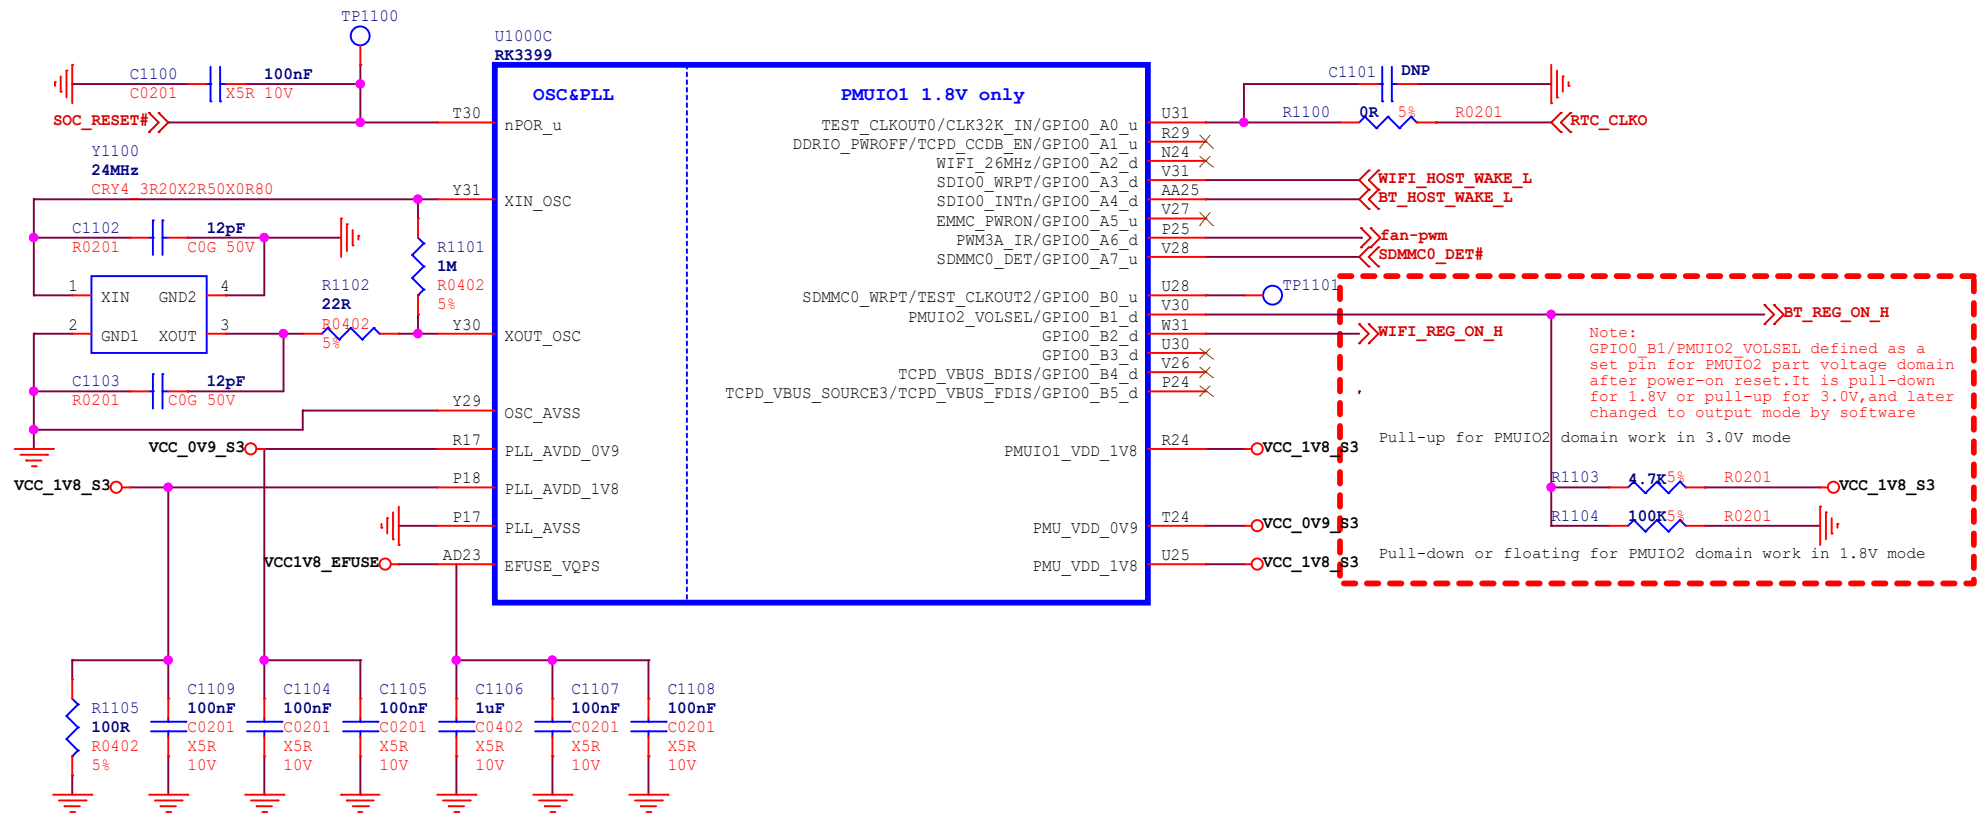 TP1100
U1000C
RK3399
C1100
100nF
C0201
X5R 10V
SOC_RESET#
Y1100
24MHz
CRY4_3R20X2R50X0R80
C1102
12pF
R0201
C0G 50V
R1101
1M
R0402
5%
1
XIN
GND2
4
2
GND1
XOUT
3
R1102
22R
R0402
5%
C1103
12pF
R0201
C0G 50V
VCC_0V9_S3
VCC_1V8_S3
VCC1V8_EFUSE
OSC&PLL
T30
nPOR_u
Y31
XIN_OSC
Y30
XOUT_OSC
Y29
OSC_AVSS
R17
PLL_AVDD_0V9
P18
PLL_AVDD_1V8
P17
PLL_AVSS
AD23
EFUSE_VQPS
PMUIO1 1.8V only
TEST_CLKOUT0/CLK32K_IN/GPIO0_A0_u
U31
DDRIO_PWROFF/TCPD_CCDB_EN/GPIO0_A1_u
R29
WIFI_26MHz/GPIO0_A2_d
N24
SDIO0_WRPT/GPIO0_A3_d
V31
SDIO0_INTn/GPIO0_A4_d
AA25
EMMC_PWRON/GPIO0_A5_u
V27
PWM3A_IR/GPIO0_A6_d
P25
SDMMC0_DET/GPIO0_A7_u
V28
SDMMC0_WRPT/TEST_CLKOUT2/GPIO0_B0_u
U28
PMUIO2_VOLSEL/GPIO0_B1_d
V30
GPIO0_B2_d
W31
GPIO0_B3_d
U30
TCPD_VBUS_BDIS/GPIO0_B4_d
V26
TCPD_VBUS_SOURCE3/TCPD_VBUS_FDIS/GPIO0_B5_d
P24
PMUIO1_VDD_1V8
R24
VCC_1V8_S3
PMU_VDD_0V9
T24
VCC_0V9_S3
PMU_VDD_1V8
U25
VCC_1V8_S3
C1101
DNP
R1100
0R
5%
R0201
RTC_CLKO
WIFI_HOST_WAKE_L
BT_HOST_WAKE_L
fan-pwm
SDMMC0_DET#
TP1101
BT_REG_ON_H
WIFI_REG_ON_H
Note:
GPIO0_B1/PMUIO2_VOLSEL defined as a
set pin for PMUIO2 part voltage domain
after power-on reset.It is pull-down
for 1.8V or pull-up for 3.0V,and later
changed to output mode by software
Pull-up for PMUIO2 domain work in 3.0V mode
R1103
4.7K
5%
R0201
VCC_1V8_S3
R1104
100K
5%
R0201
Pull-down or floating for PMUIO2 domain work in 1.8V mode
R1105
100R
R0402
5%
C1109
100nF
C0201
X5R
10V
C1104
100nF
C0201
X5R
10V
C1105
100nF
C0201
X5R
10V
C1106
1uF
C0402
X5R
10V
C1107
100nF
C0201
X5R
10V
C1108
100nF
C0201
X5R
10V